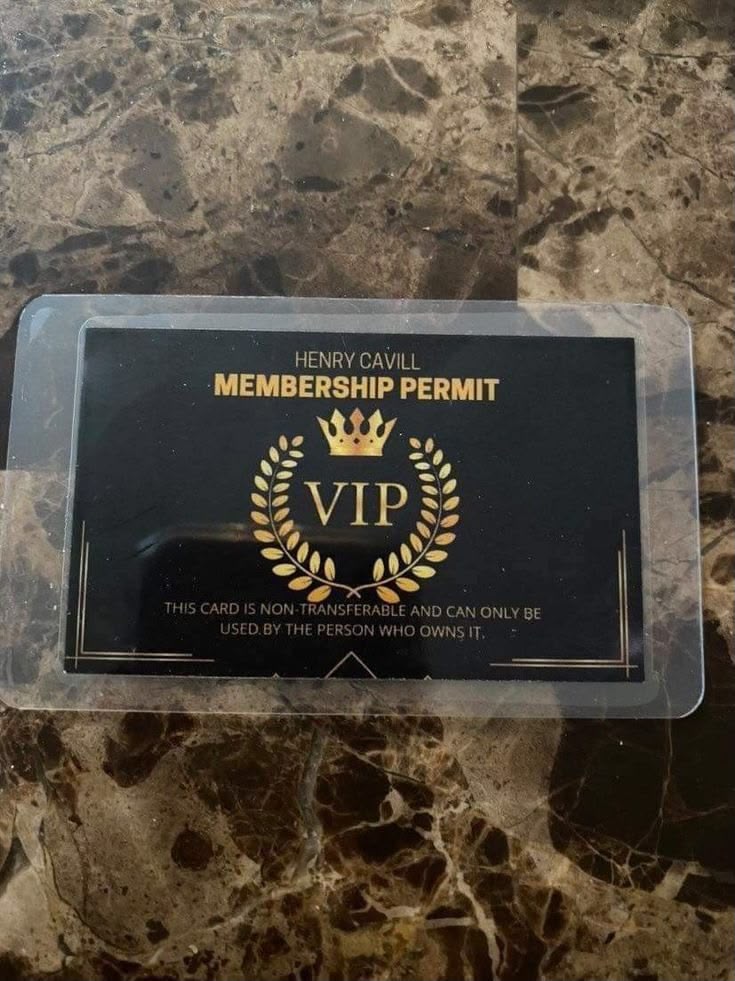 HENRY CAVILL
MEMBERSHIP PERMIT
VIP
THIS CARD IS NON-TRANSFERABLE AND CAN ONLY BE
USED BY THE PERSON WHO OWNS IT.